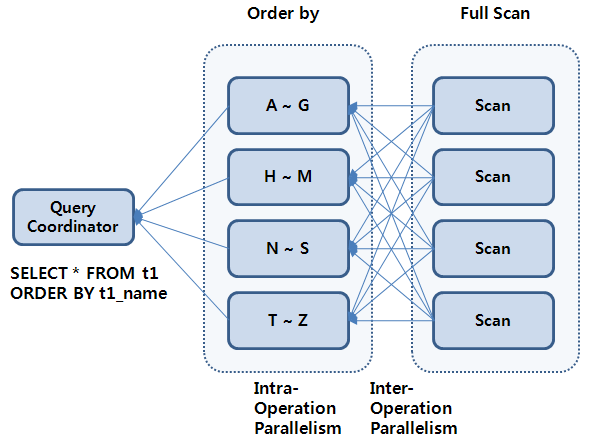 Order by
Full Scan
A ~ G
Scan
H ~ M
Scan
Query
Coordinator
N ~ S
Scan
SELECT * FROM t1
ORDER BY t1_name
T ~ Z
Scan
Intra-
Operation
Parallelism
Inter-
Operation
Parallelism